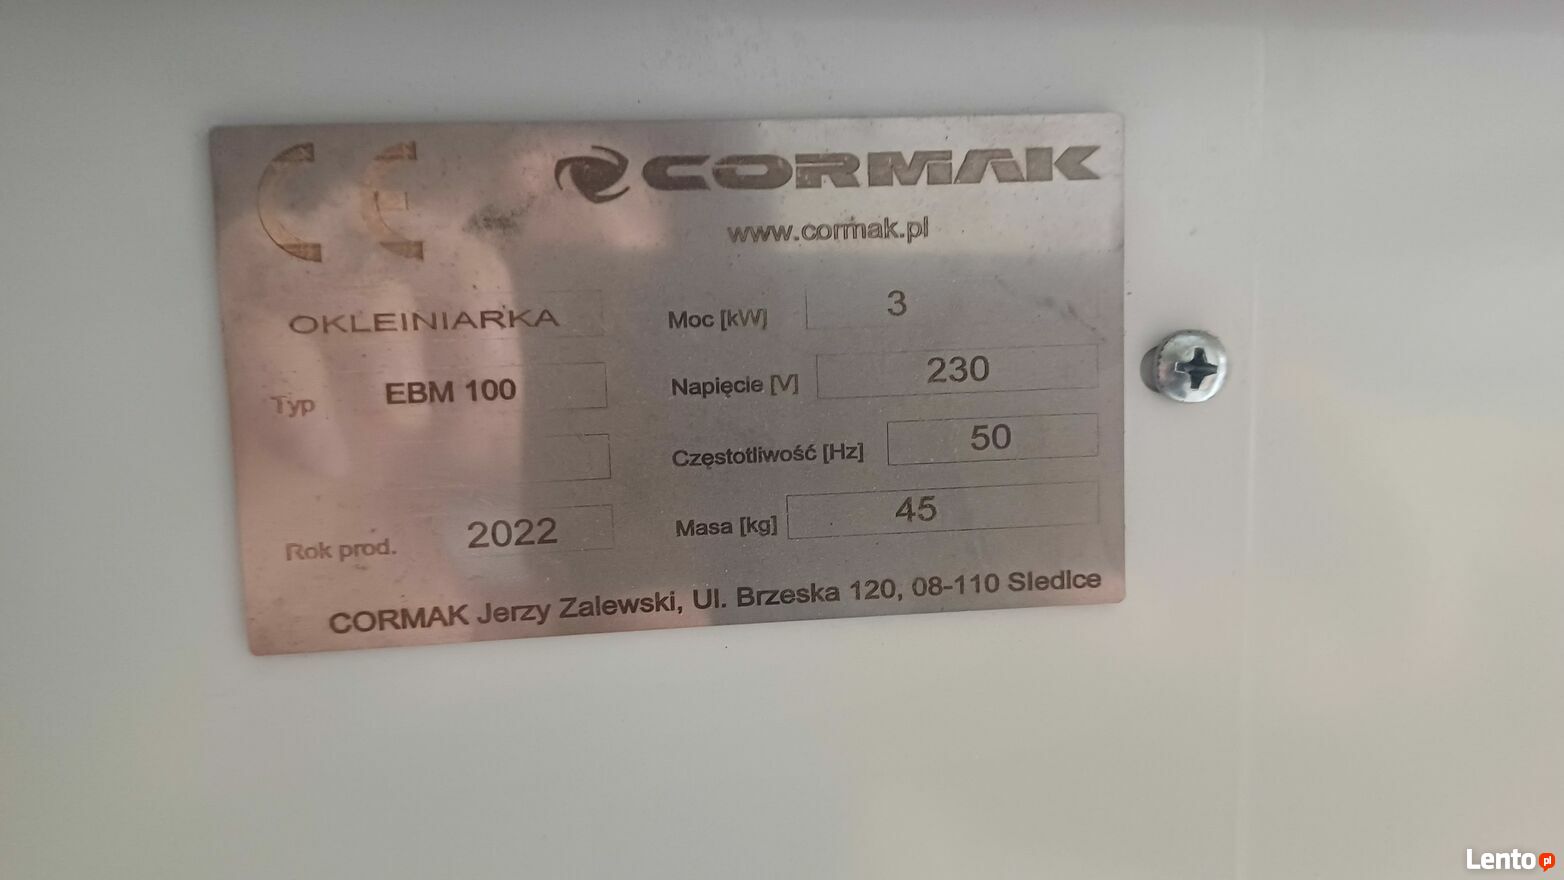 CE CORMAK
www.cormak.pl
OKLEINIARKA
Typ EBM 100
Rok prod. 2022
Moc [kW] 3
Napięcie [V] 230
Częstotliwość [Hz] 50
Masa [kg] 45
CORMAK Jerzy Zalewski, Ul. Brzeska 120, 08-110 Siedlce
Lento pl